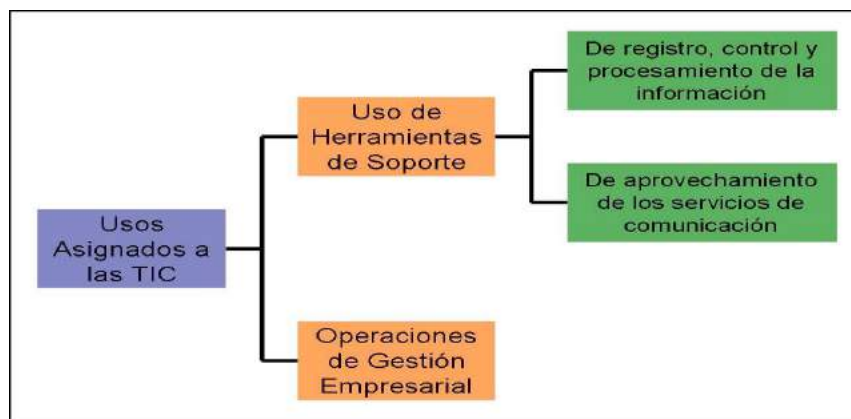 Usos
Asignados a
las TIC
Uso de
Herramientas
de Soporte
De registro, control y
procesamiento de la
información
De aprovechamiento
de los servicios de
comunicación
Operaciones
de Gestión
Empresarial